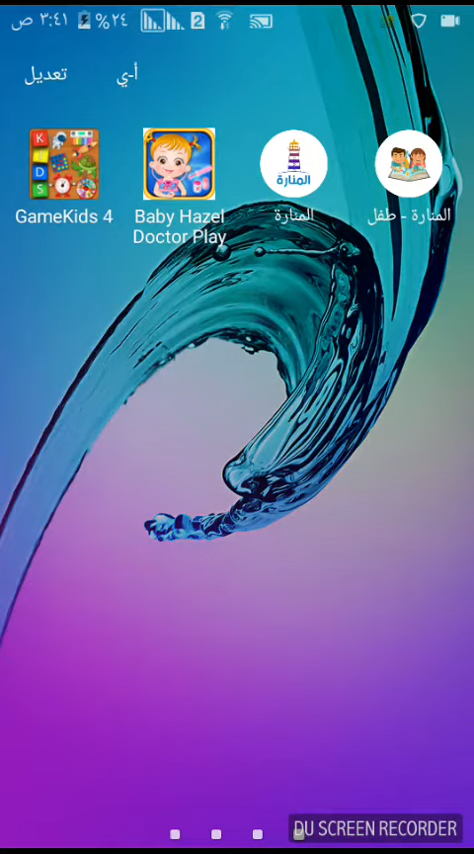 ٣:٤١ ص
%٢٤
2
أ-ي
تعديل
المنارة - طفل
المنارة
المنارة
Baby Hazel
Doctor Play
GameKids 4
K
I
D
S
DU SCREEN RECORDER